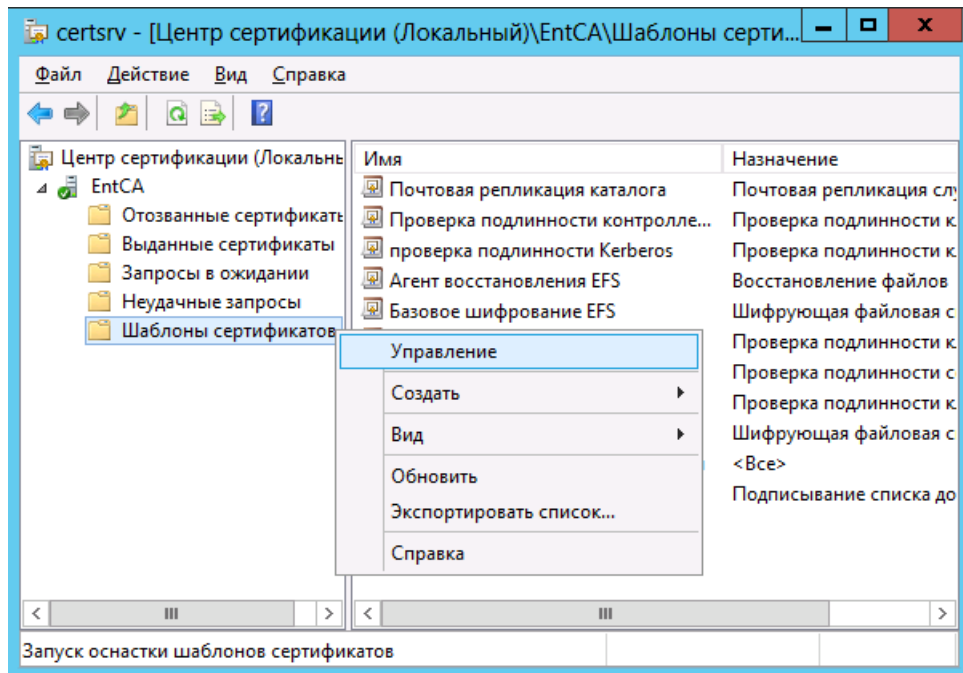 certsrv - [Центр сертификации (Локальный)\EntCA\Шаблоны серти...
Файл Действие Вид Справка
Центр сертификации (Локальнь
EntCA
Отозванные сертификать
Выданные сертификаты
Запросы в ожидании
Неудачные запросы
Шаблоны сертификатов
Имя Назначение
Почтовая репликация каталога Почтовая репликация слу
Проверка подлинности контролле... Проверка подлинности к
проверка подлинности Kerberos Проверка подлинности к
Агент восстановления EFS Восстановление файлов
Базовое шифрование EFS Шифрующая файловая с
Проверка подлинности к
Проверка подлинности с
Проверка подлинности к
Шифрующая файловая с
<Все>
Подписывание списка до
Управление
Создать
Вид
Обновить
Экспортировать список...
Справка
Запуск оснастки шаблонов сертификатов